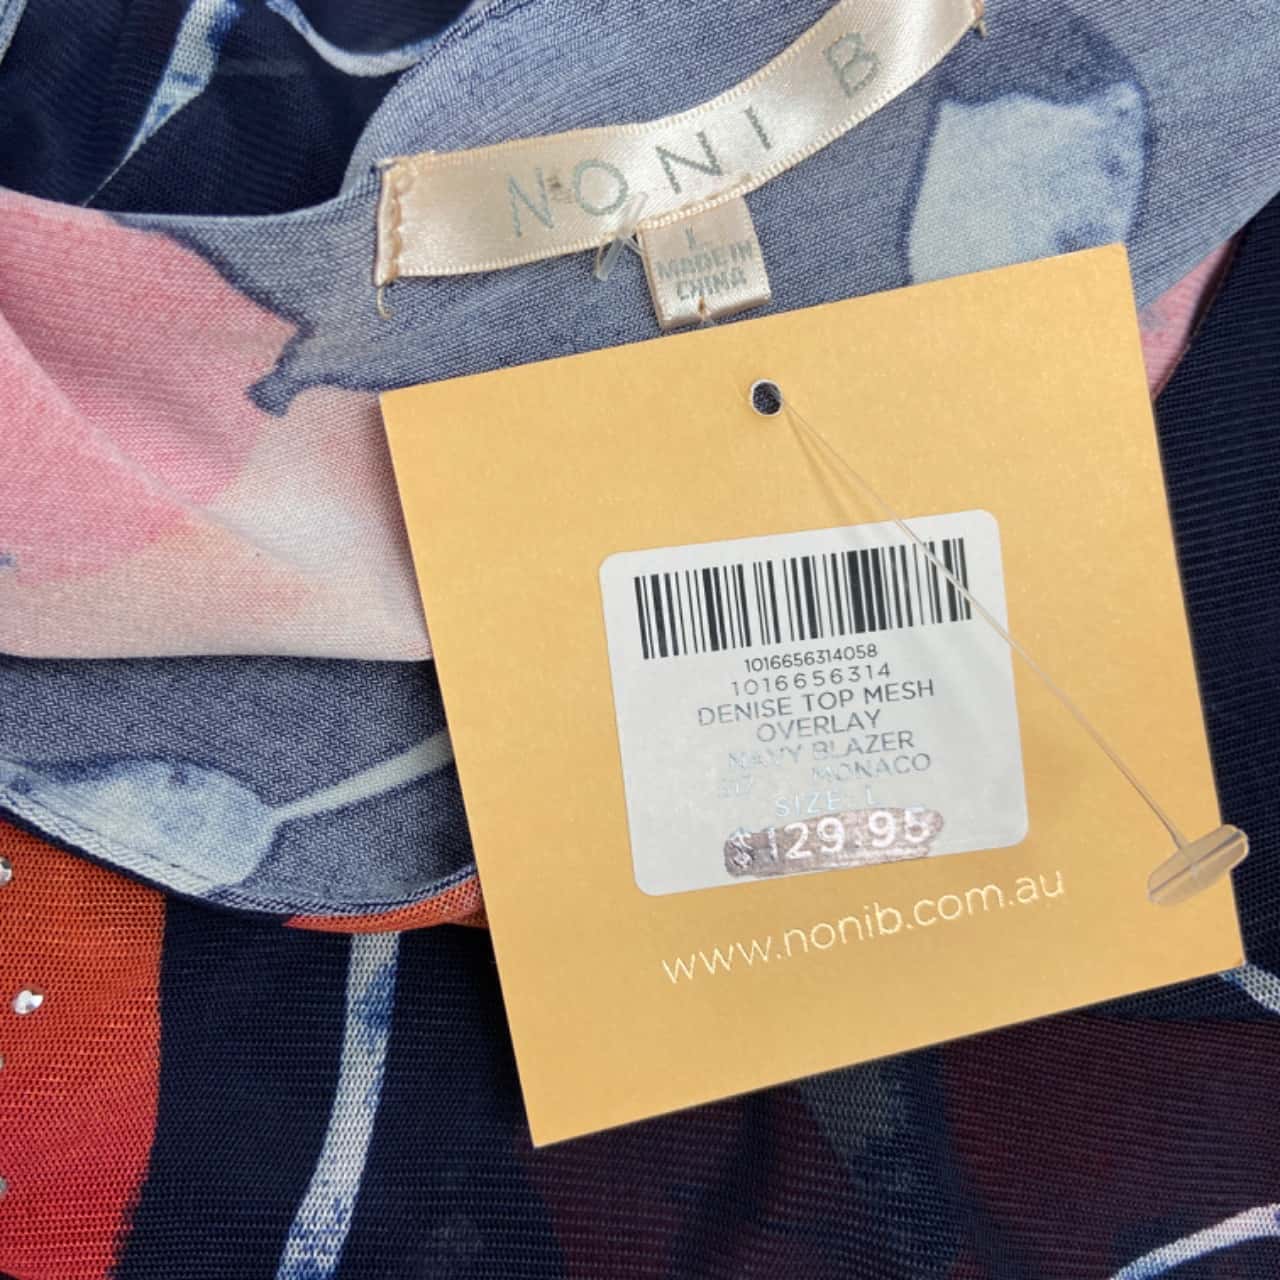 NONI B
L
MADE IN
CHINA
1016656314058
1016656314
DENISE TOP MESH
OVERLAY
NAVY BLAZER
MONACO
SIZE: L
$129.95
www.nonib.com.au